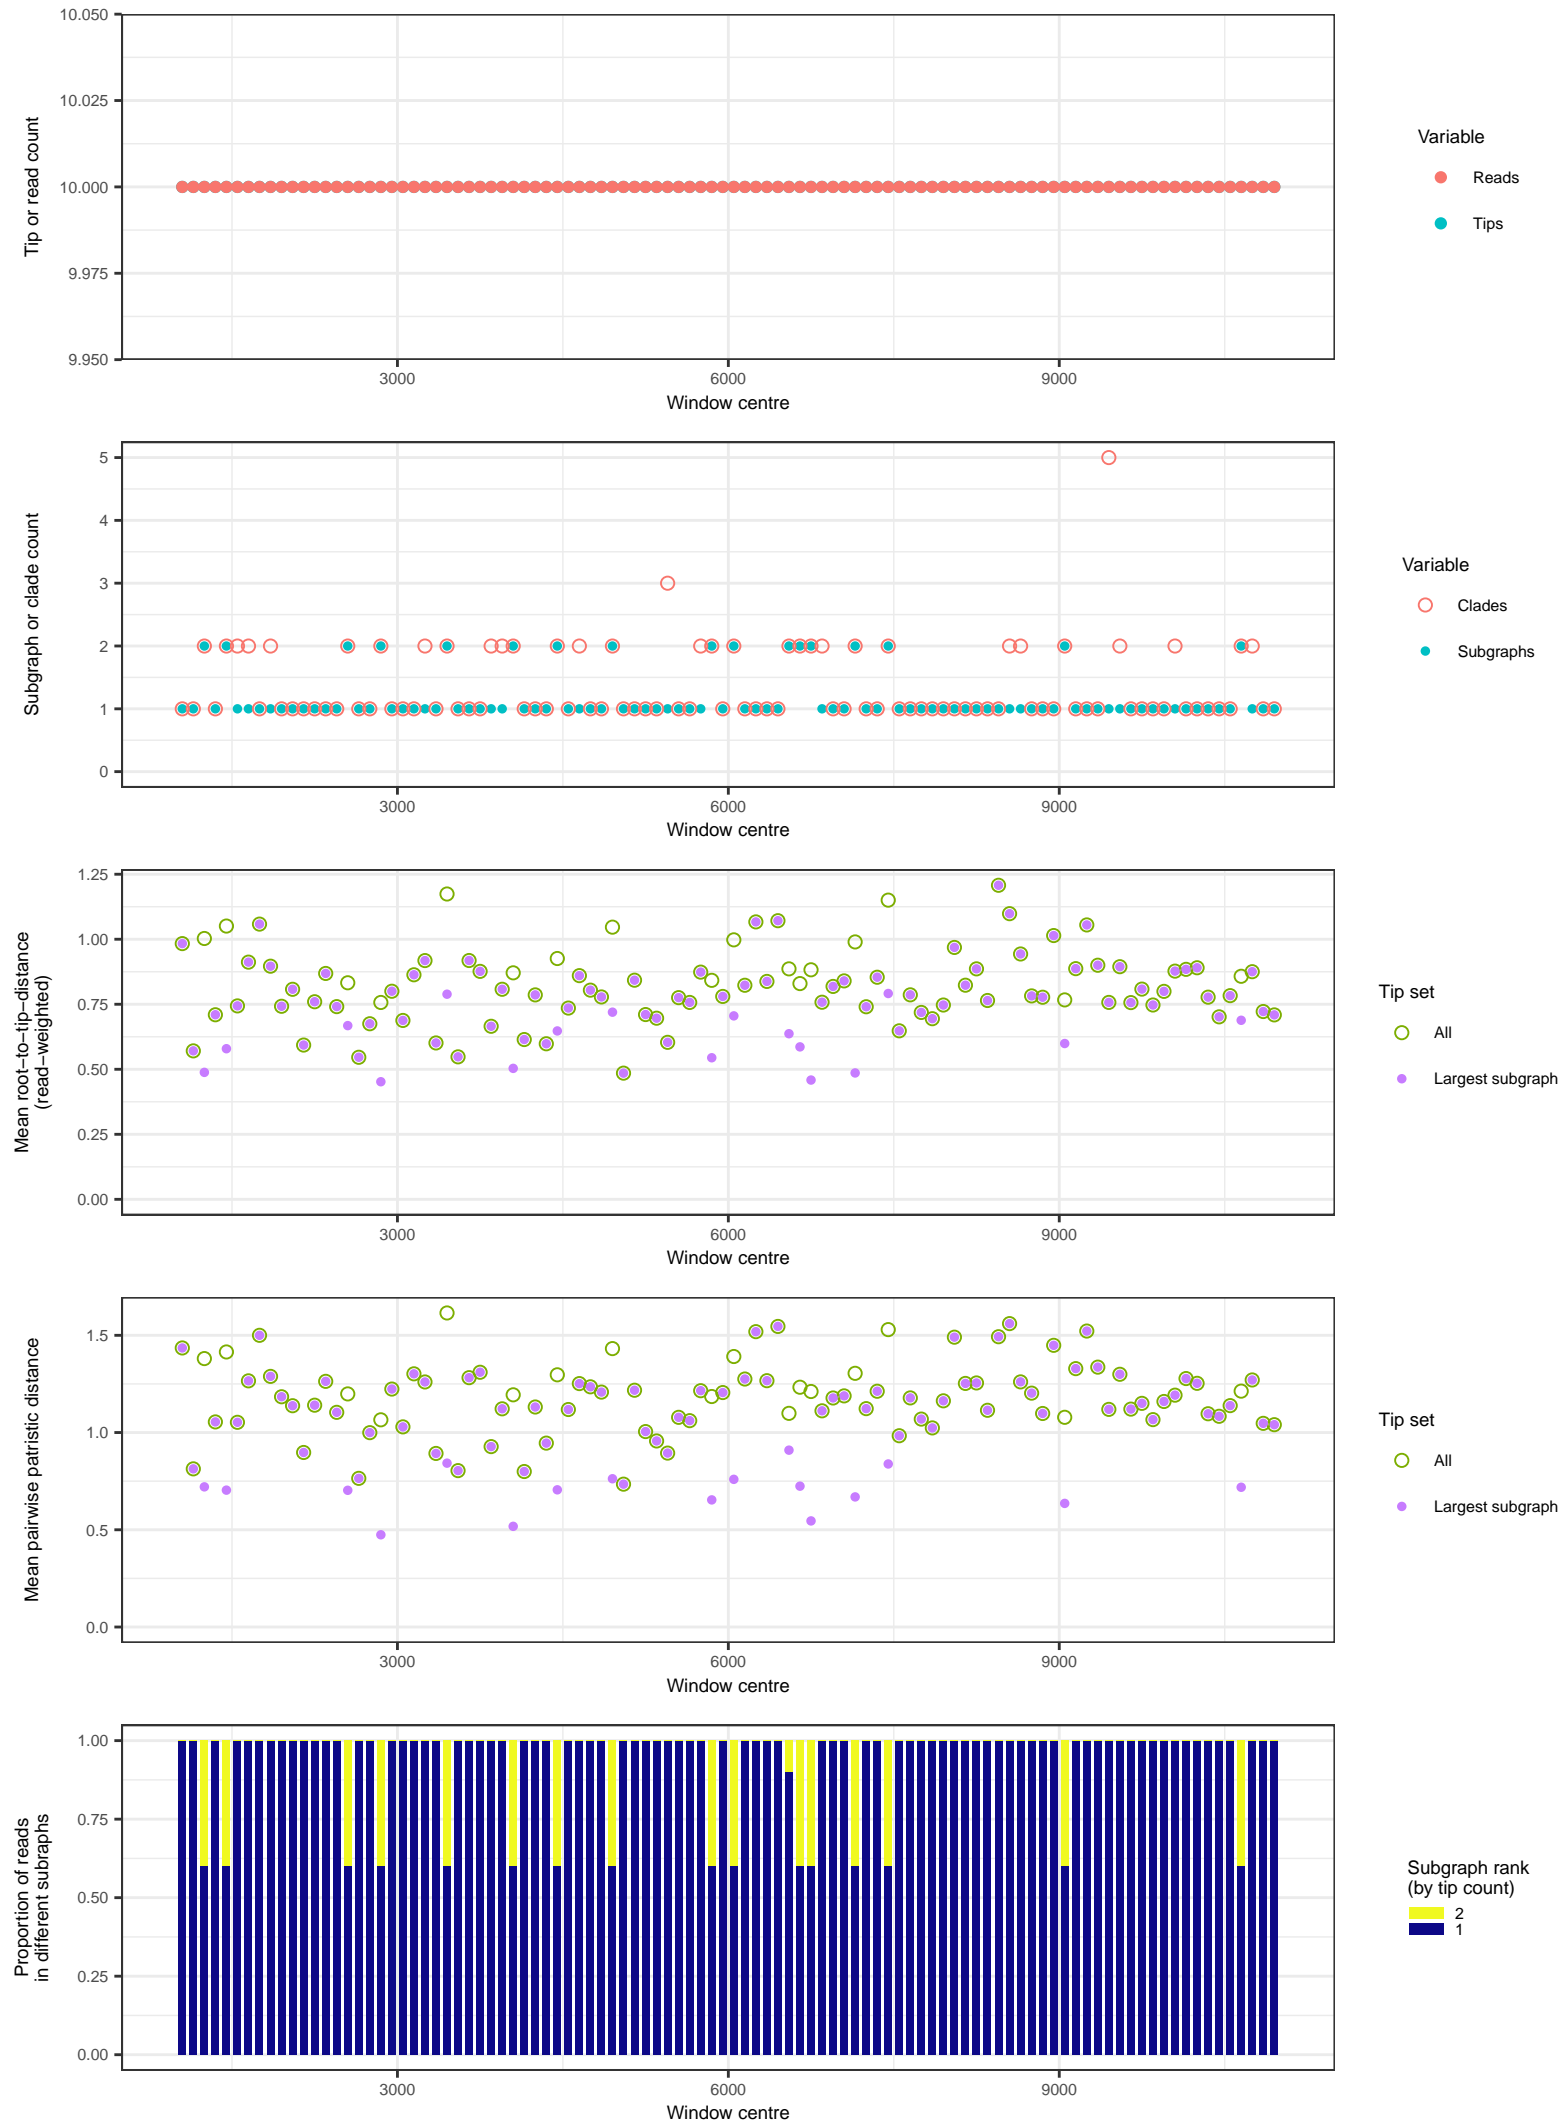 10.050
10.025
10.000
9.975
9.950
Tip or read count
3000 6000 9000
Window centre
Variable
Reads
Tips
5
4
3
2
1
0
Subgraph or clade count
3000 6000 9000
Window centre
Variable
Clades
Subgraphs
1.25
1.00
0.75
0.50
0.25
0.00
Mean root−to−tip−distance
(read−weighted)
3000 6000 9000
Window centre
Tip set
All
Largest subgraph
1.5
1.0
0.5
0.0
Mean pairwise patristic distance
3000 6000 9000
Window centre
Tip set
All
Largest subgraph
1.00
0.75
0.50
0.25
0.00
Proportion of reads
in different subraphs
3000 6000 9000
Window centre
Subgraph rank
(by tip count)
2
1